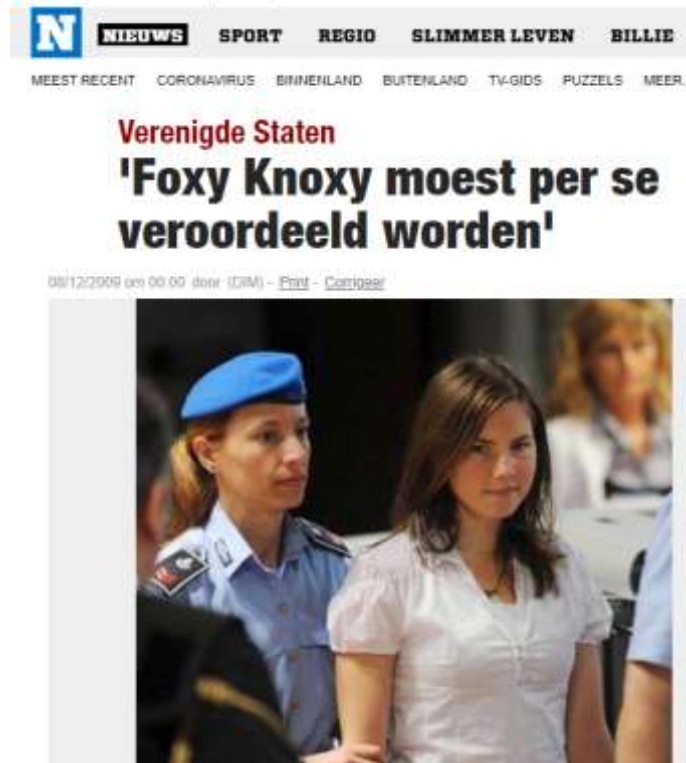 N NIEUWS SPORT REGIO SLIMMER LEVEN BILLIE
MEEST RECENT CORONAVIRUS BINNENLAND BUITENLAND TV-GIDS PUZZELS MEER
Verenigde Staten
'Foxy Knoxy moest per se
veroordeeld worden'
08/12/2009 om 00:00 door (DIM) - Print - Corrigeer